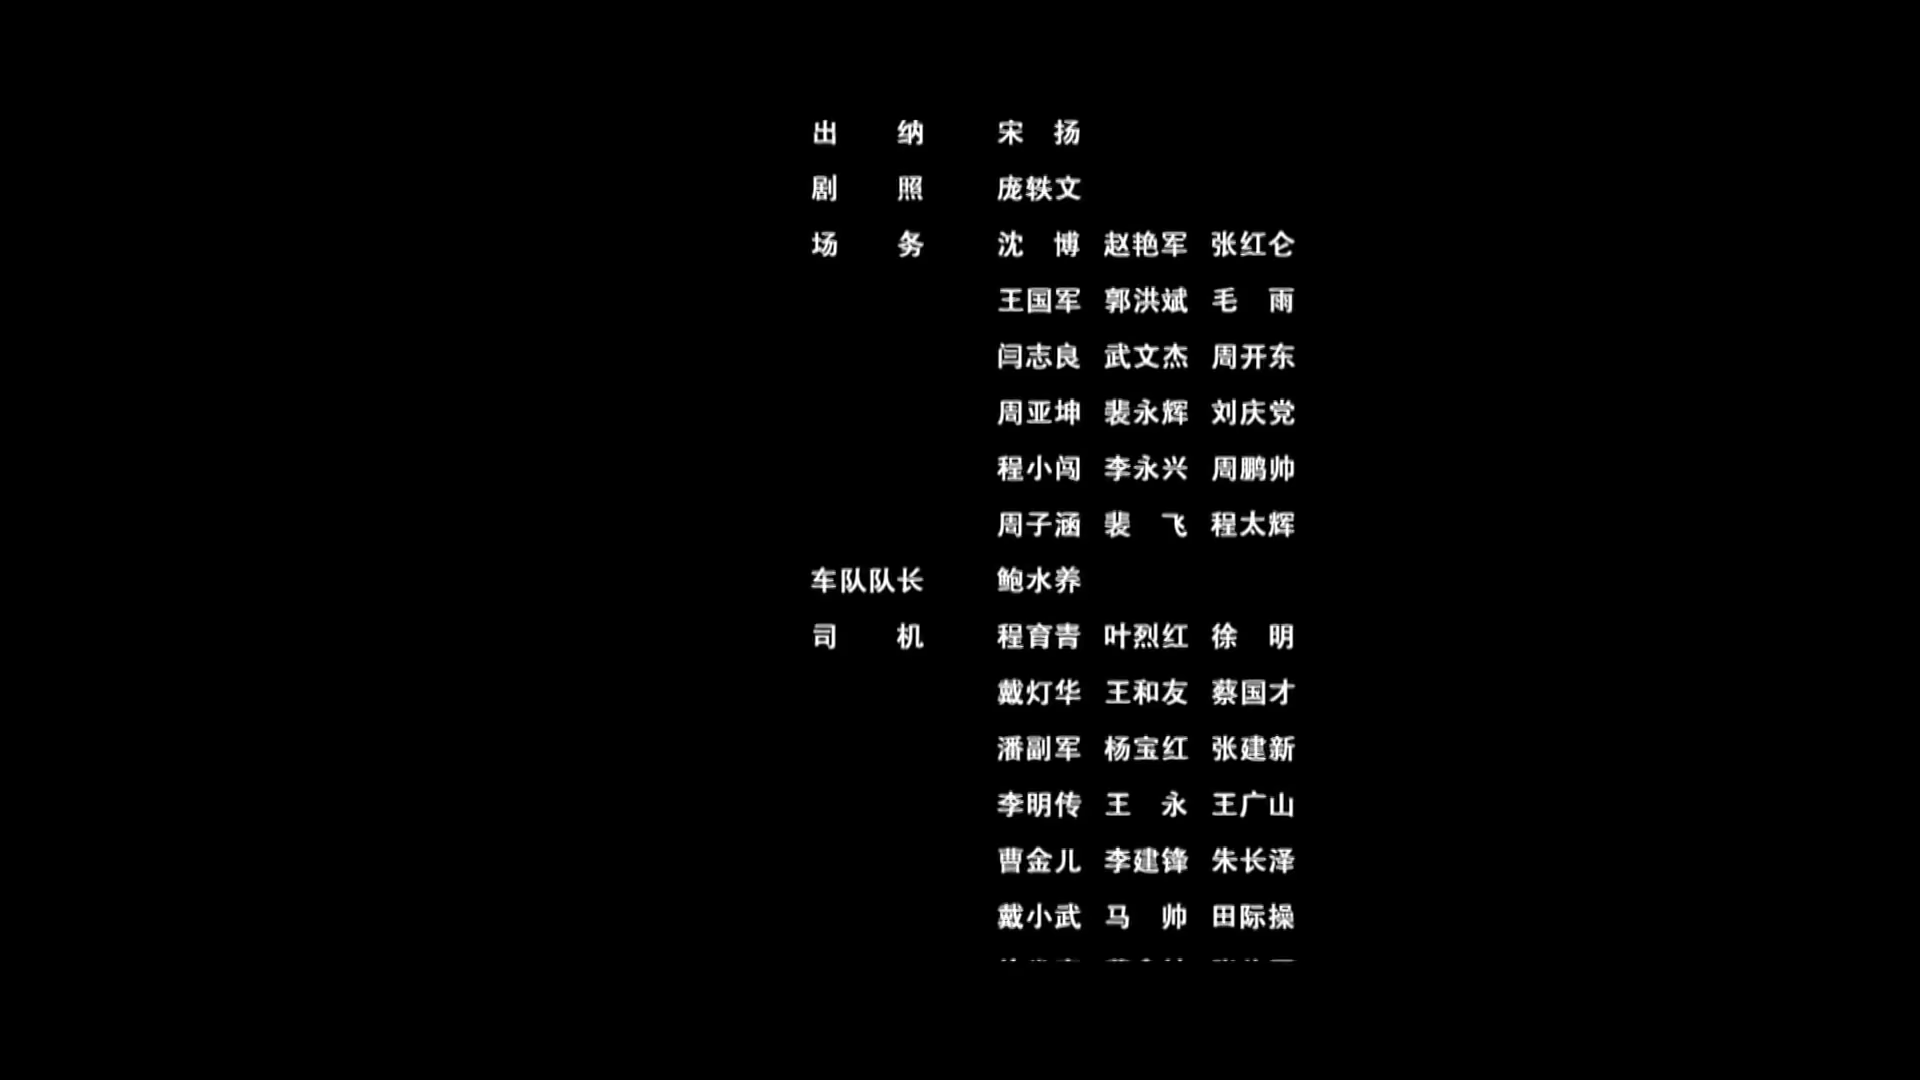 出　　纳　　宋　扬
剧　　照　　庞轶文
场　　务　　沈　博 赵艳军 张红仑
王国军 郭洪斌 毛　雨
闫志良 武文杰 周开东
周亚坤 裴永辉 刘庆党
程小闯 李永兴 周鹏帅
周子涵 裴　飞 程太辉
车队队长　　鲍水养
司　　机　　程育青 叶烈红 徐　明
戴灯华 王和友 蔡国才
潘副军 杨宝红 张建新
李明传 王　永 王广山
曹金儿 李建锋 朱长泽
戴小武 马　帅 田际操